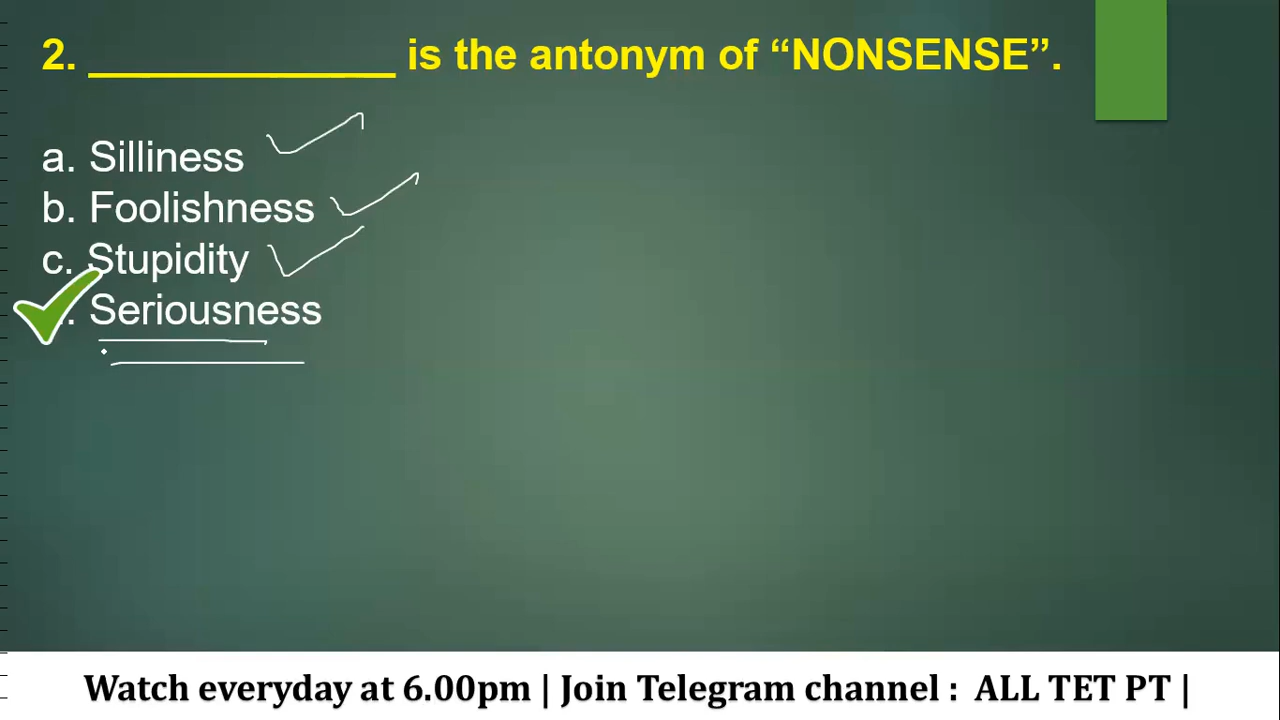 2. _____________ is the antonym of “NONSENSE”.
a. Silliness
b. Foolishness
c. Stupidity
. Seriousness
Watch everyday at 6.00pm | Join Telegram channel : ALL TET PT |